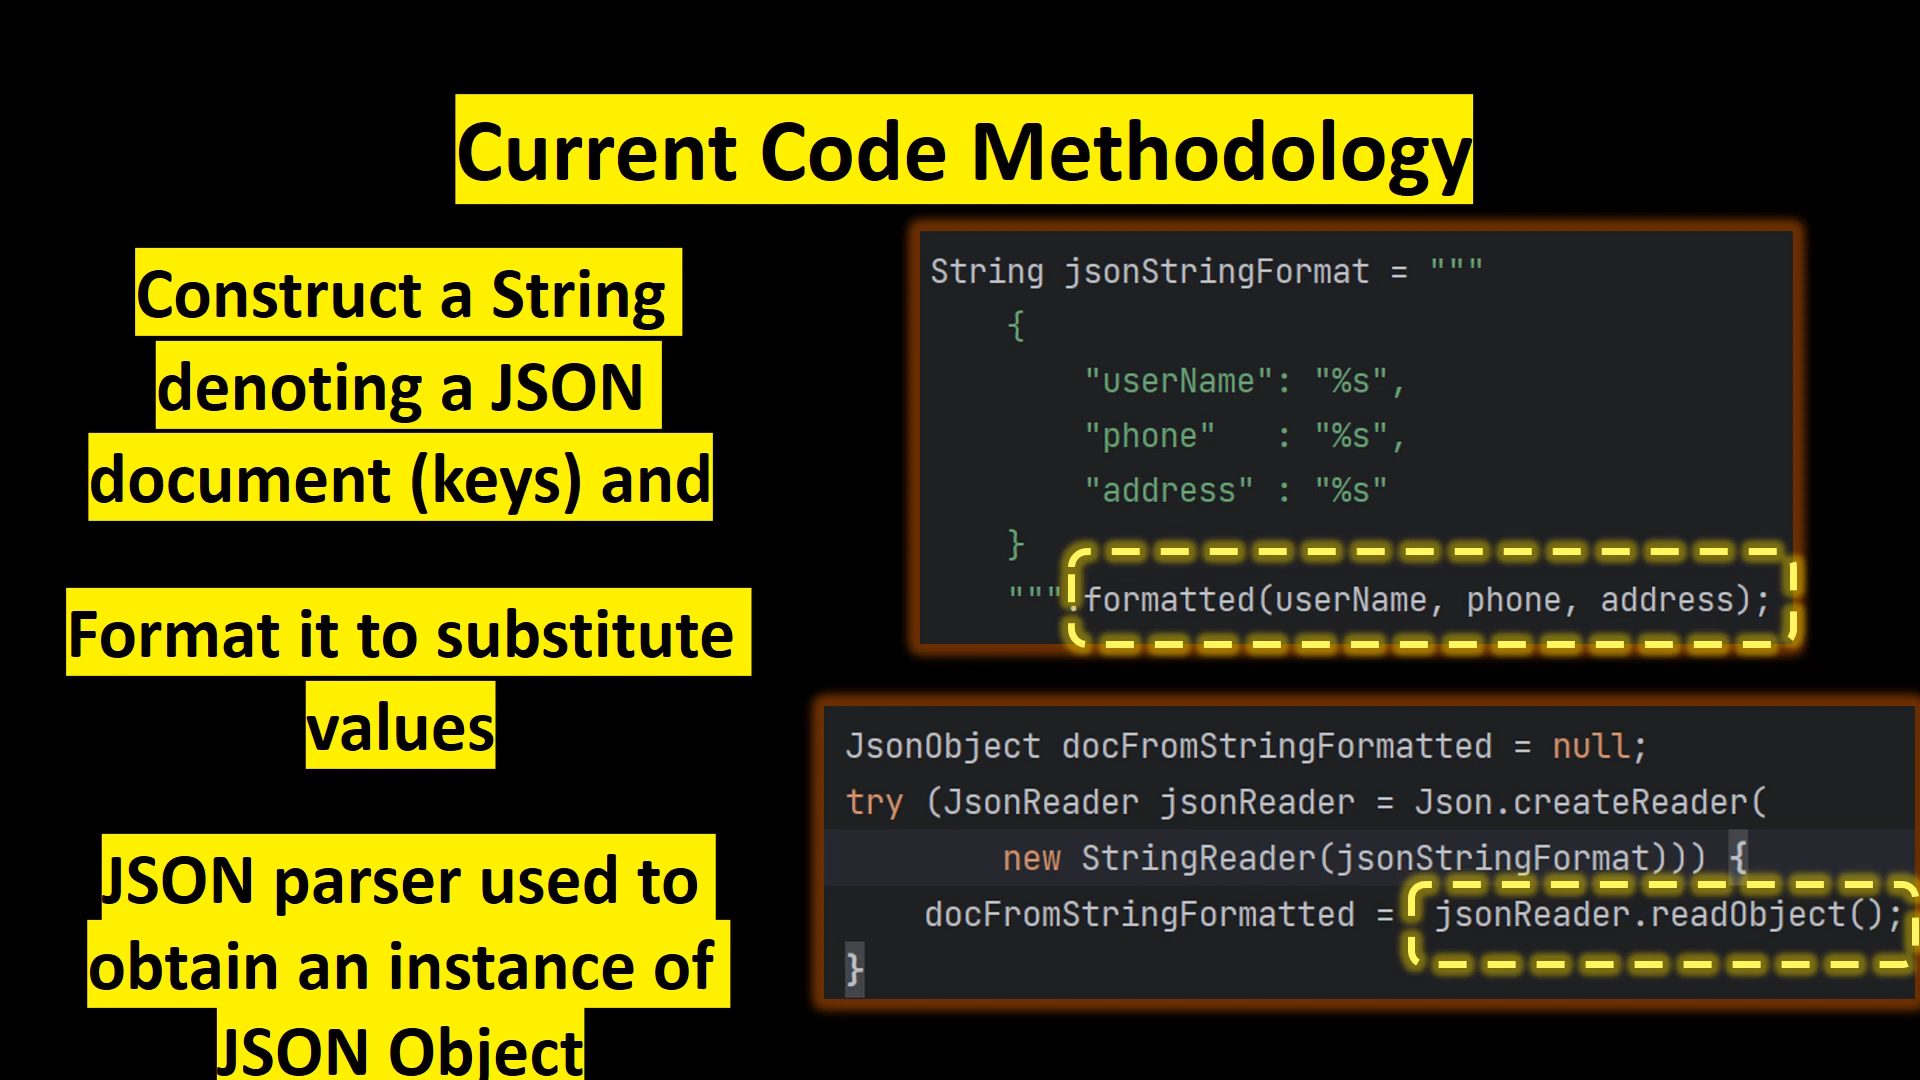 Current Code Methodology
Construct a String
denoting a JSON
document (keys) and
Format it to substitute
values
JSON parser used to
obtain an instance of
JSON Object
String jsonStringFormat = """
{
"userName": "%s",
"phone"   : "%s",
"address" : "%s"
}
""".formatted(userName, phone, address);
JsonObject docFromStringFormatted = null;
try (JsonReader jsonReader = Json.createReader(
new StringReader(jsonStringFormat))) {
docFromStringFormatted = jsonReader.readObject();
}